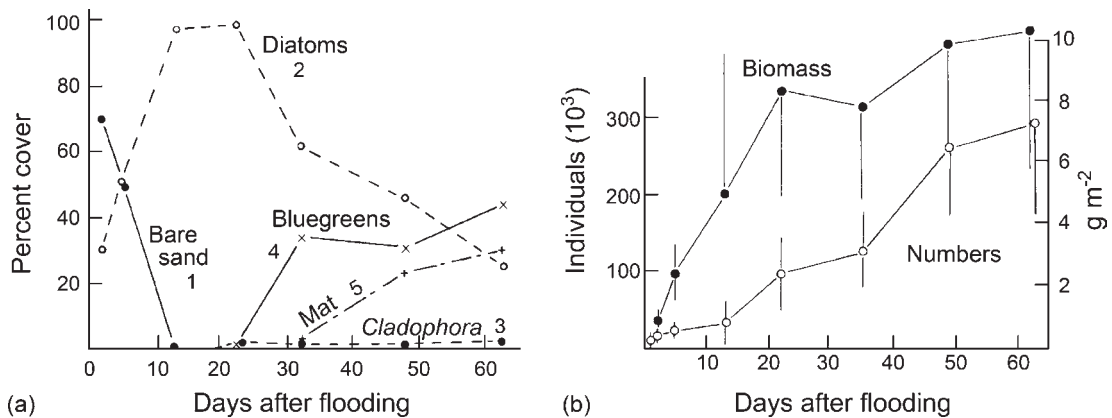 100
80
60
40
20
Percent cover
Diatoms
2
Bare
sand
1
Bluegreens
4
Mat 5
Cladophora 3
0 10 20 30 40 50 60
Days after flooding
(a)
300
200
100
Individuals (10³)
Biomass
Numbers
10
8
6
4
2
g m⁻²
10 20 30 40 50 60
Days after flooding
(b)